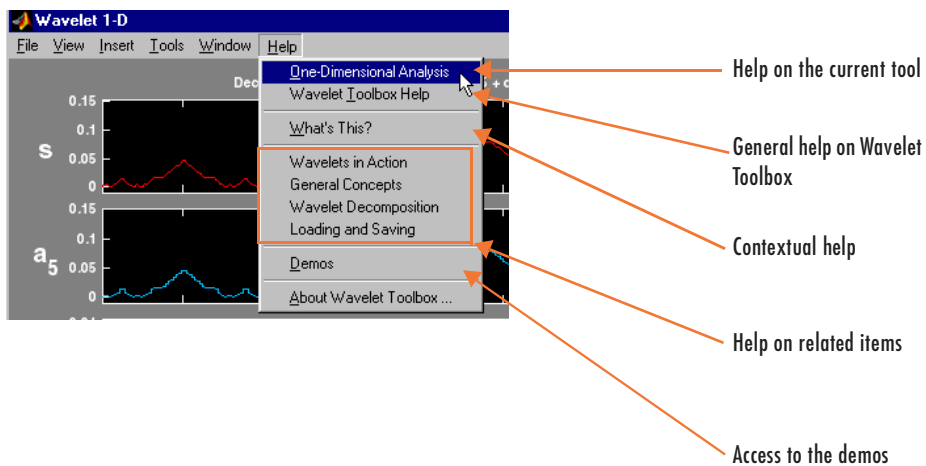 Wavelet 1-D
File View Insert Tools Window Help
One-Dimensional Analysis
Wavelet Toolbox Help
What's This?
Wavelets in Action
General Concepts
Wavelet Decomposition
Loading and Saving
Demos
About Wavelet Toolbox ...
Dec
0.15
0.1
s
0.05
0
0.15
0.1
a5
0.05
0
Help on the current tool
General help on Wavelet
Toolbox
Contextual help
Help on related items
Access to the demos